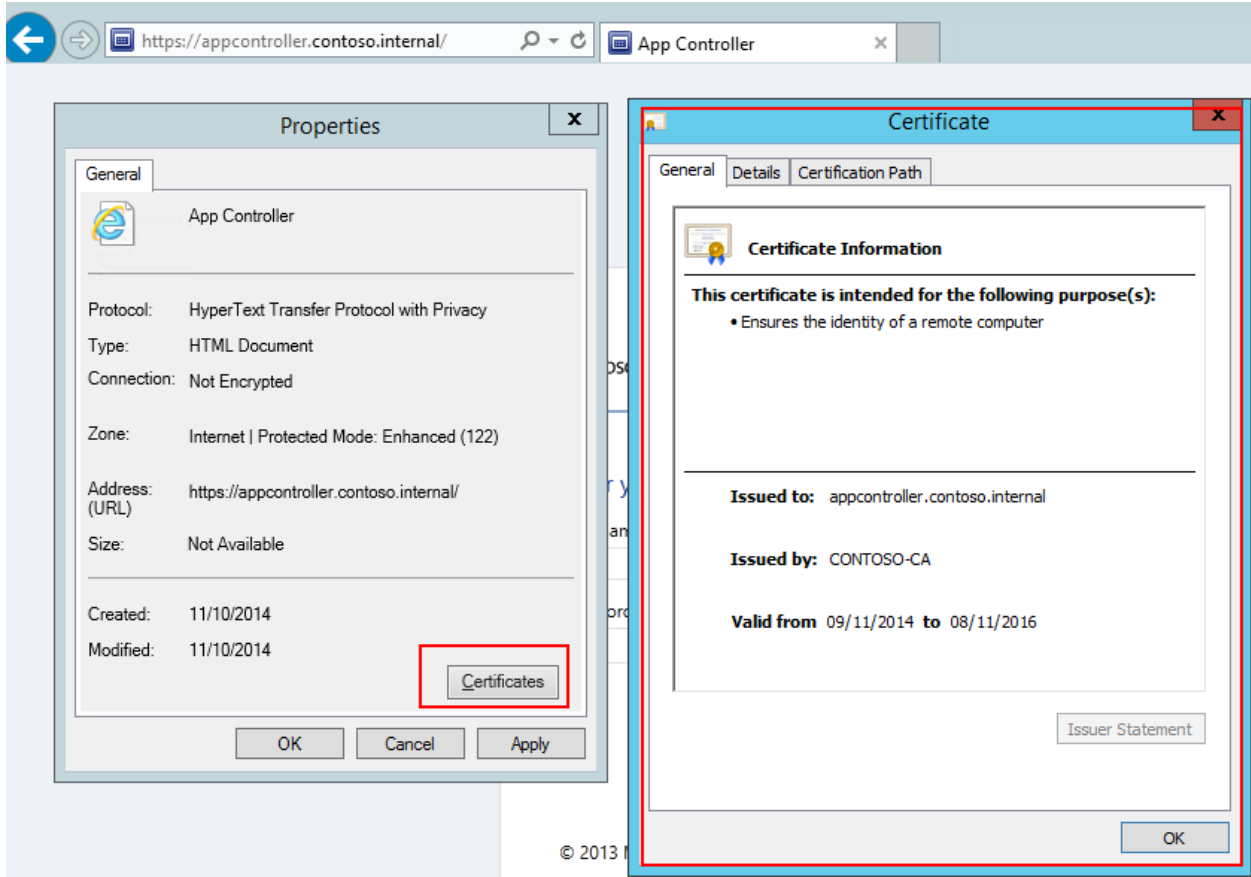 https://appcontroller.contoso.internal/
App Controller
Properties
General
App Controller
Protocol: HyperText Transfer Protocol with Privacy
Type: HTML Document
Connection: Not Encrypted
Zone: Internet | Protected Mode: Enhanced (122)
Address: https://appcontroller.contoso.internal/
(URL)
Size: Not Available
Created: 11/10/2014
Modified: 11/10/2014
Certificates
OK Cancel Apply
© 2013
Certificate
General Details Certification Path
Certificate Information
This certificate is intended for the following purpose(s):
• Ensures the identity of a remote computer
Issued to: appcontroller.contoso.internal
Issued by: CONTOSO-CA
Valid from 09/11/2014 to 08/11/2016
Issuer Statement
OK